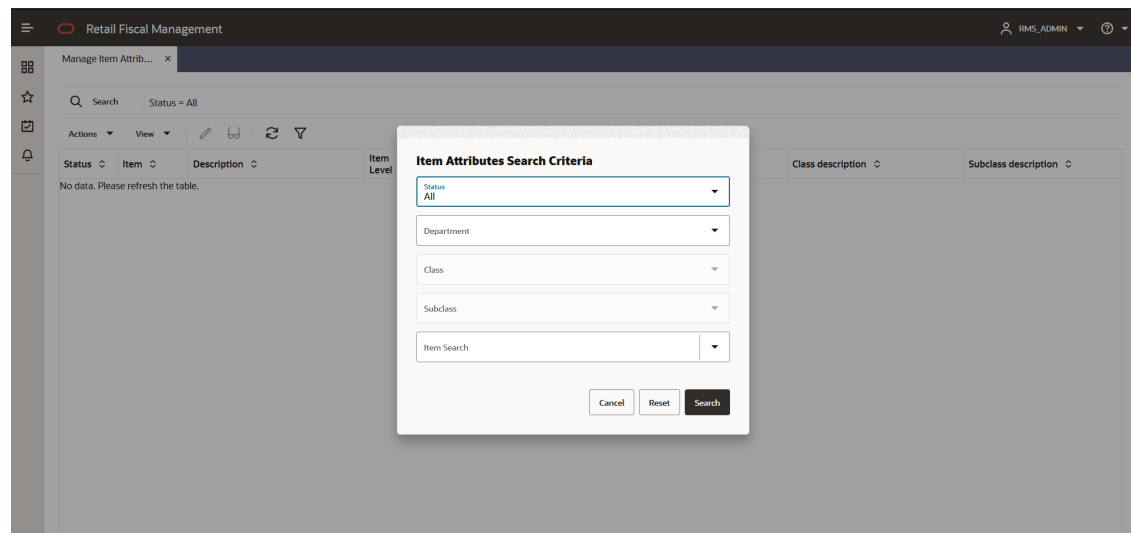 Retail Fiscal Management
RMS_ADMIN
Manage Item Attrib...
Search Status = All
Actions View
Status Item Description Item Level Class description Subclass description
No data. Please refresh the table.
Item Attributes Search Criteria
Status
All
Department
Class
Subclass
Item Search
Cancel Reset Search